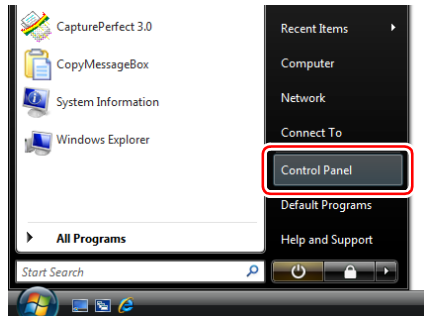 CapturePerfect 3.0
CopyMessageBox
System Information
Windows Explorer
All Programs
Start Search
Recent Items
Computer
Network
Connect To
Control Panel
Default Programs
Help and Support